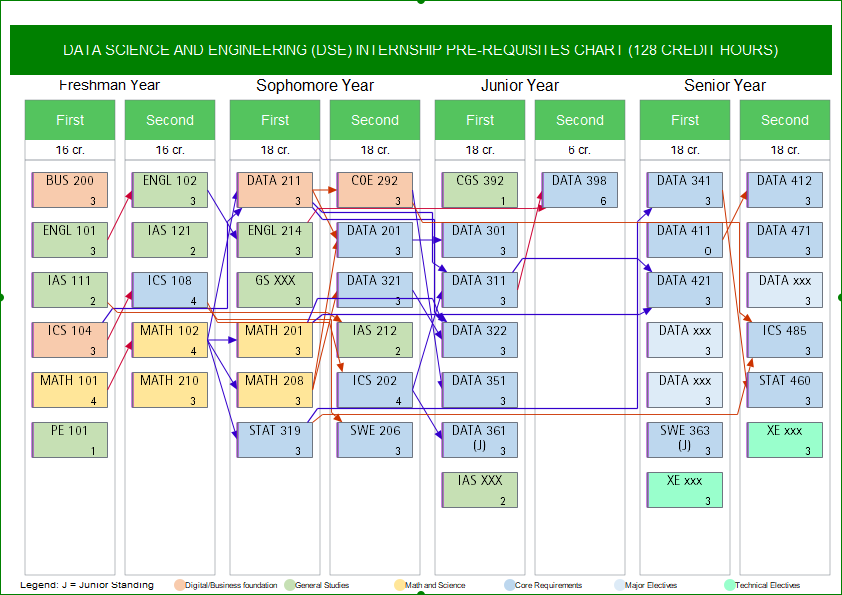 DATA SCIENCE AND ENGINEERING (DSE) INTERNSHIP PRE-REQUISITES CHART (128 CREDIT HOURS)
Freshman Year Sophomore Year Junior Year Senior Year
First Second First Second First Second First Second
16 cr. 16 cr. 18 cr. 18 cr. 18 cr. 6 cr. 18 cr. 18 cr.
BUS 200 ENGL 102 DATA 211 COE 292 CGS 392 DATA 398 DATA 341 DATA 412
3 3 3 3 1 6 3 3
ENGL 101 IAS 121 ENGL 214 DATA 201 DATA 301 DATA 411 DATA 471
3 2 3 3 3 0 3
IAS 111 ICS 108 GS XXX DATA 321 DATA 311 DATA 421 DATA xxx
2 4 3 3 3 3 3
ICS 104 MATH 102 MATH 201 IAS 212 DATA 322 DATA xxx ICS 485
3 4 3 2 3 3 3
MATH 101 MATH 210 MATH 208 ICS 202 DATA 351 DATA xxx STAT 460
4 3 3 4 3 3 3
PE 101 STAT 319 SWE 206 DATA 361 SWE 363 XE xxx
(J) (J)
1 3 3 3 3 3
IAS XXX XE xxx
2 3
Legend: J = Junior Standing Digital/Business foundation General Studies Math and Science Core Requirements Major Electives Technical Electives